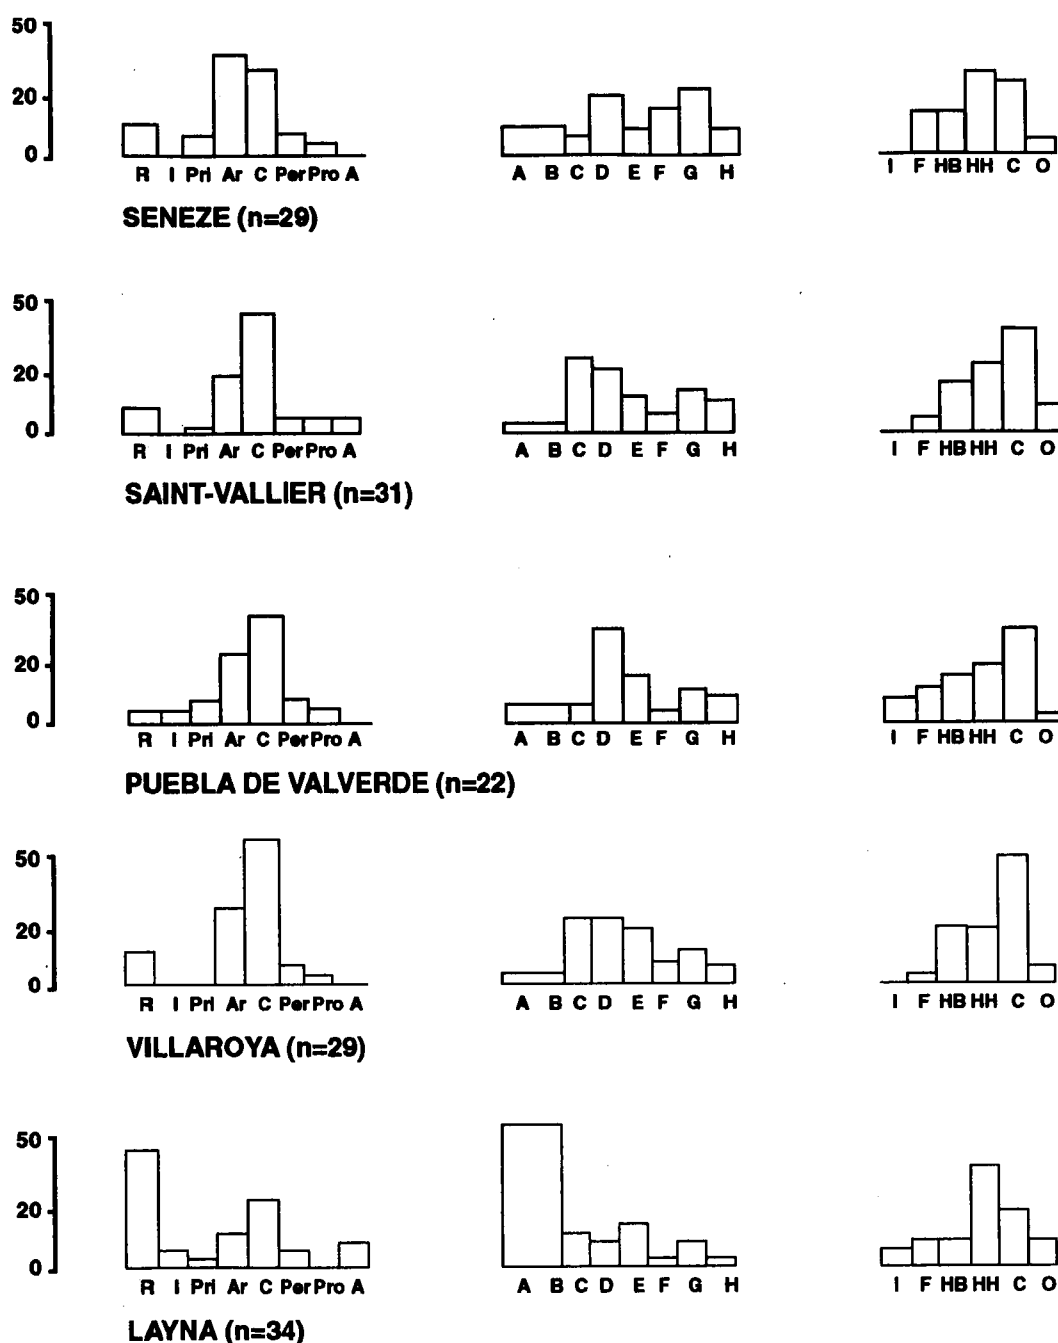 50
20
0
R I Pri Ar C Per Pro A
A B C D E F G H
I F HB HH C O
SENEZE (n=29)
50
20
0
R I Pri Ar C Per Pro A
A B C D E F G H
I F HB HH C O
SAINT-VALLIER (n=31)
50
20
0
R I Pri Ar C Per Pro A
A B C D E F G H
I F HB HH C O
PUEBLA DE VALVERDE (n=22)
50
20
0
R I Pri Ar C Per Pro A
A B C D E F G H
I F HB HH C O
VILLAROYA (n=29)
50
20
0
R I Pri Ar C Per Pro A
A B C D E F G H
I F HB HH C O
LAYNA (n=34)